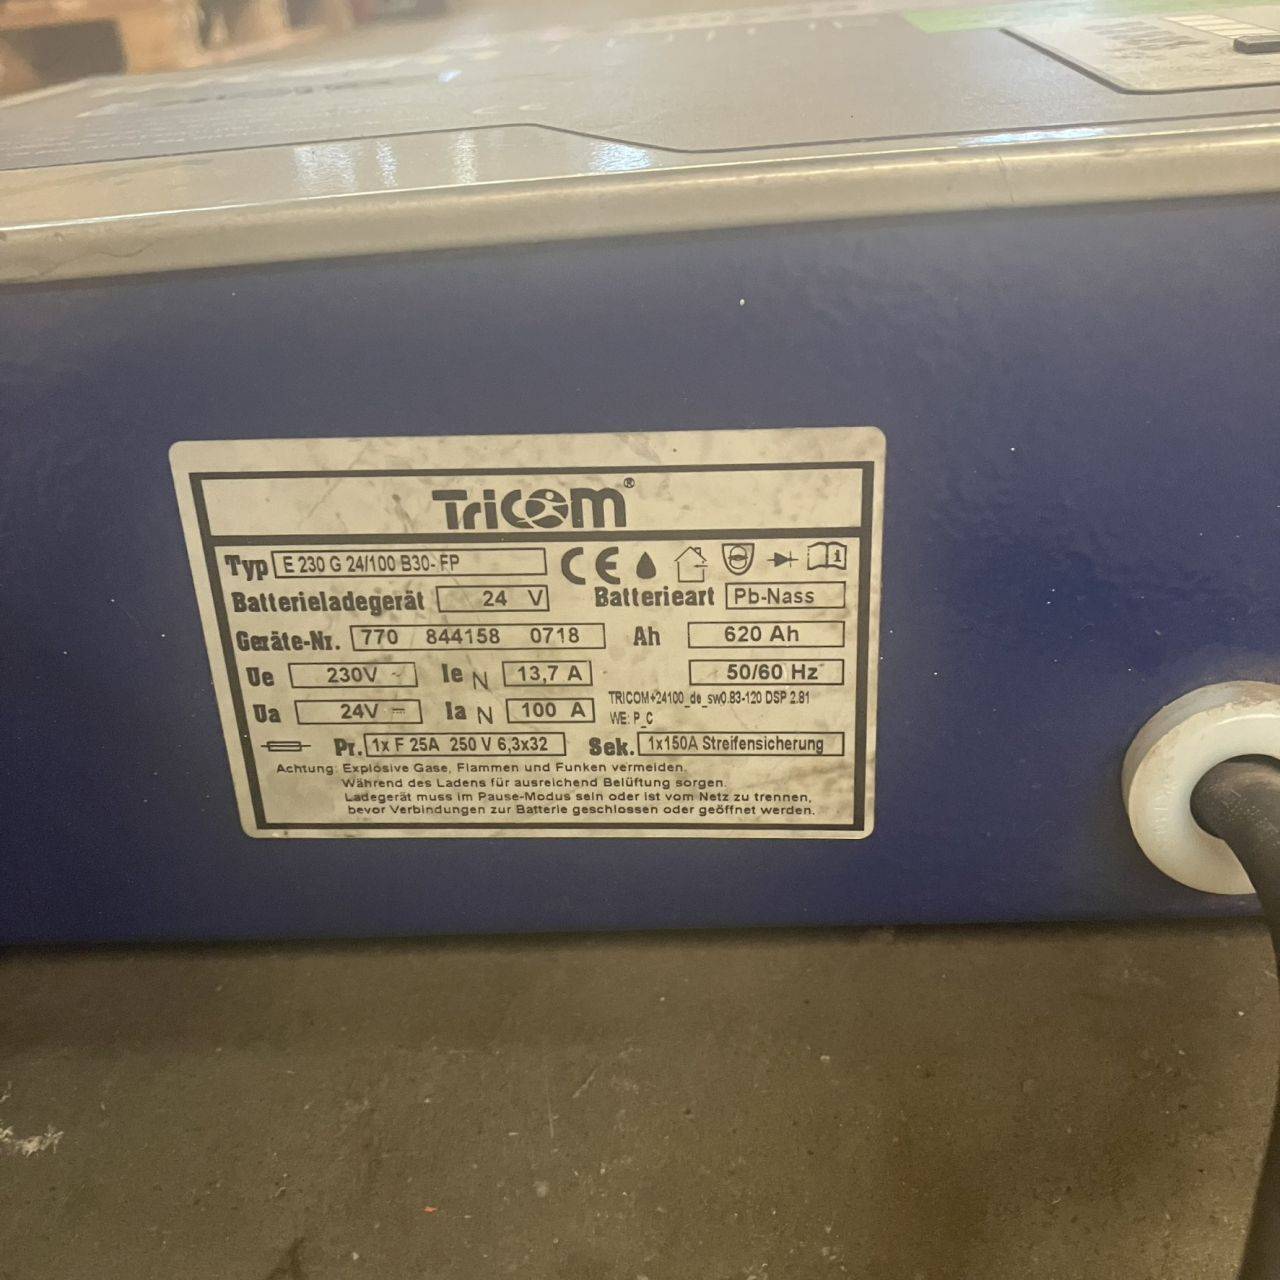 TriCOM®
Typ E 230 G 24/100 B30- FP CE
Batterieladegerät 24 V Batterieart Pb-Nass
Geräte-Nr. 770 844158 0718 Ah 620 Ah
Ue 230V ~ Ie N 13,7 A 50/60 Hz
Ua 24V ⎓ Ia N 100 A TRICOM+24100_de_sw0.83-120 DSP 2.81
WE: P_C
Pr. 1x F 25A 250 V 6,3x32 Sek. 1x150A Streifensicherung
Achtung: Explosive Gase, Flammen und Funken vermeiden.
Während des Ladens für ausreichend Belüftung sorgen.
Ladegerät muss im Pause-Modus sein oder ist vom Netz zu trennen,
bevor Verbindungen zur Batterie geschlossen oder geöffnet werden.